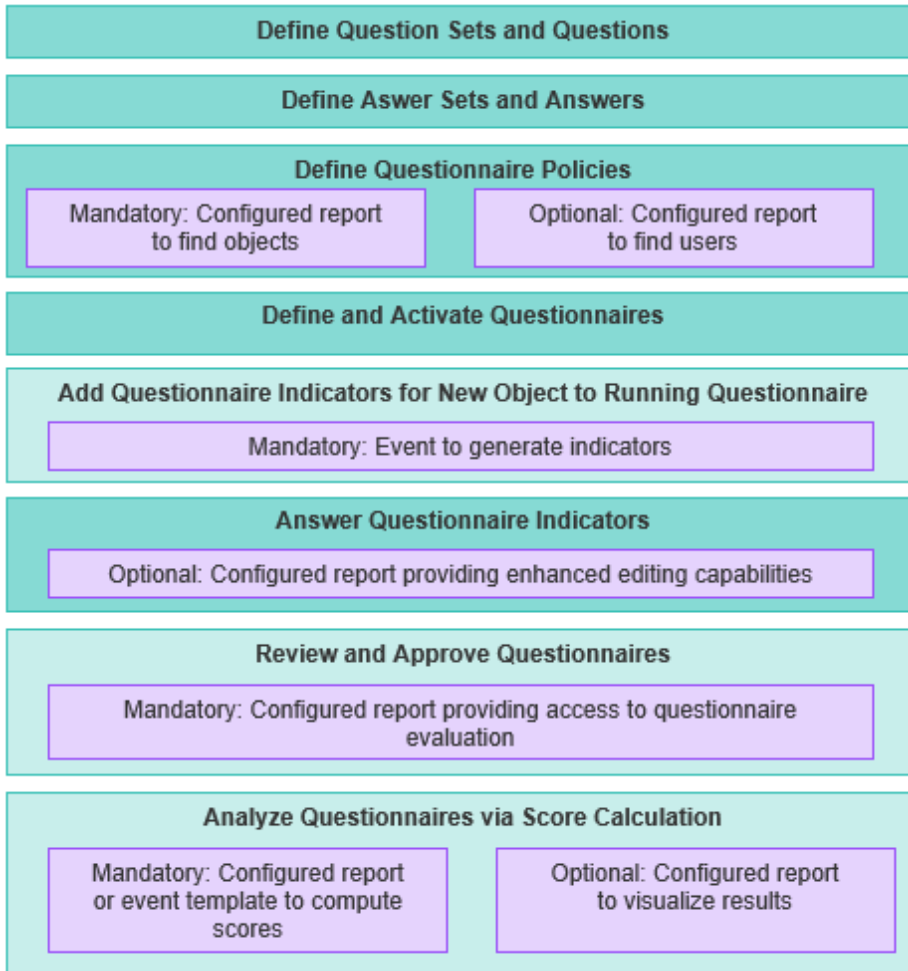 Define Question Sets and Questions
Define Aswer Sets and Answers
Define Questionnaire Policies
Mandatory: Configured report
to find objects
Optional: Configured report
to find users
Define and Activate Questionnaires
Add Questionnaire Indicators for New Object to Running Questionnaire
Mandatory: Event to generate indicators
Answer Questionnaire Indicators
Optional: Configured report providing enhanced editing capabilities
Review and Approve Questionnaires
Mandatory: Configured report providing access to questionnaire
evaluation
Analyze Questionnaires via Score Calculation
Mandatory: Configured report
or event template to compute
scores
Optional: Configured report
to visualize results